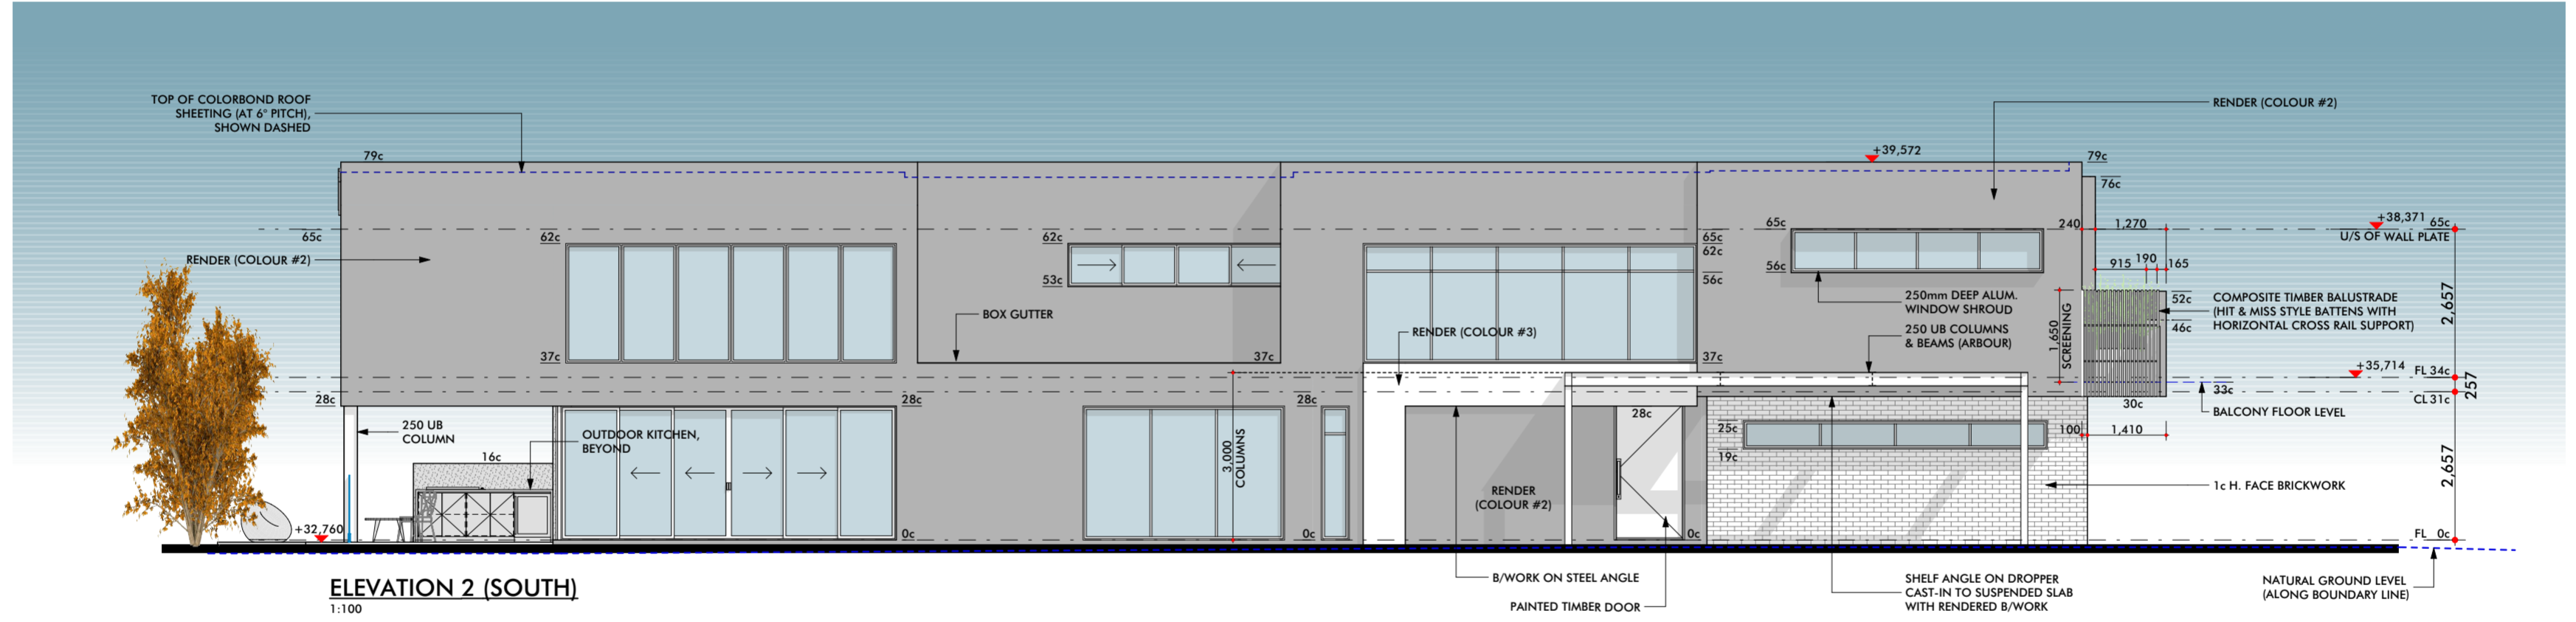 TOP OF COLORBOND ROOF
SHEETING (AT 6° PITCH),
SHOWN DASHED
RENDER (COLOUR #2)
79c
+39,572
79c
76c
65c
62c
62c
65c
62c
65c
240
1,270
+38,371
65c
U/S OF WALL PLATE
RENDER (COLOUR #2)
53c
56c
56c
915
190
165
250mm DEEP ALUM.
WINDOW SHROUD
BOX GUTTER
RENDER (COLOUR #3)
250 UB COLUMNS
& BEAMS (ARBOUR)
1,650
SCREENING
52c
46c
COMPOSITE TIMBER BALUSTRADE
(HIT & MISS STYLE BATTENS WITH
HORIZONTAL CROSS RAIL SUPPORT)
2,657
37c
37c
37c
+35,714
FL 34c
257
33c
CL 31c
28c
28c
28c
28c
30c
BALCONY FLOOR LEVEL
250 UB
COLUMN
OUTDOOR KITCHEN,
BEYOND
16c
3,000
COLUMNS
25c
19c
100
1,410
2,657
RENDER
(COLOUR #2)
1c H. FACE BRICKWORK
+32,760
0c
0c
0c
FL 0c
ELEVATION 2 (SOUTH)
1:100
B/WORK ON STEEL ANGLE
PAINTED TIMBER DOOR
SHELF ANGLE ON DROPPER
CAST-IN TO SUSPENDED SLAB
WITH RENDERED B/WORK
NATURAL GROUND LEVEL
(ALONG BOUNDARY LINE)